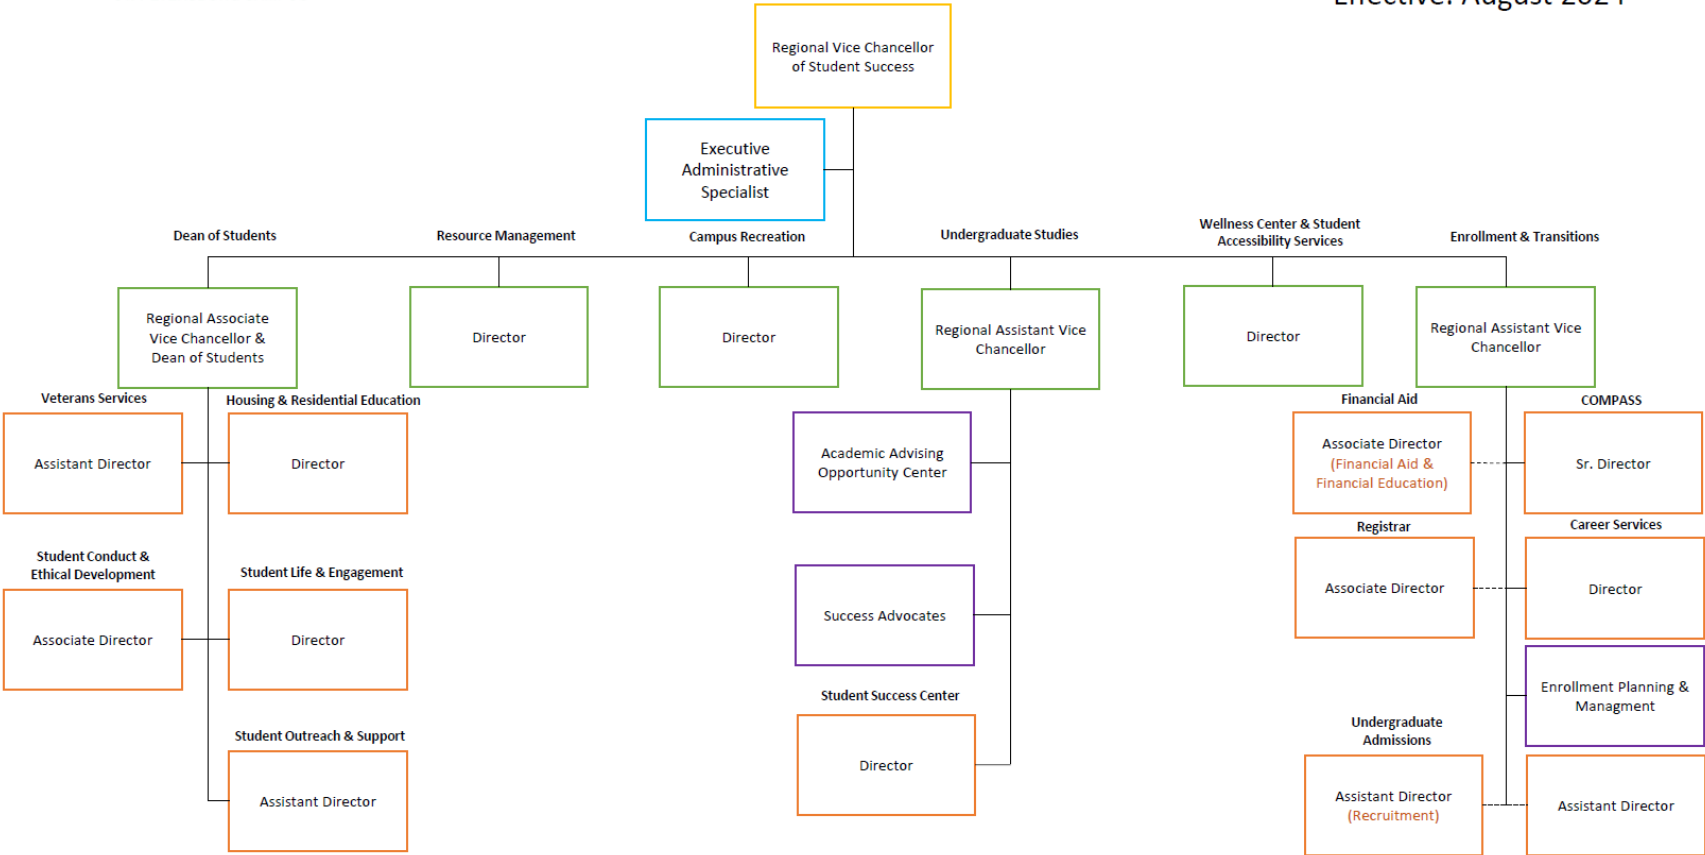 Effective: August 2024
Regional Vice Chancellor
of Student Success
Executive
Administrative
Specialist
Dean of Students
Resource Management
Campus Recreation
Undergraduate Studies
Wellness Center & Student
Accessibility Services
Enrollment & Transitions
Regional Associate
Vice Chancellor &
Dean of Students
Director
Director
Regional Assistant Vice
Chancellor
Director
Regional Assistant Vice
Chancellor
Veterans Services
Assistant Director
Housing & Residential Education
Director
Student Conduct &
Ethical Development
Associate Director
Student Life & Engagement
Director
Student Outreach & Support
Assistant Director
Academic Advising
Opportunity Center
Success Advocates
Student Success Center
Director
Financial Aid
Associate Director
(Financial Aid &
Financial Education)
COMPASS
Sr. Director
Registrar
Associate Director
Career Services
Director
Enrollment Planning &
Managment
Undergraduate
Admissions
Assistant Director
(Recruitment)
Assistant Director